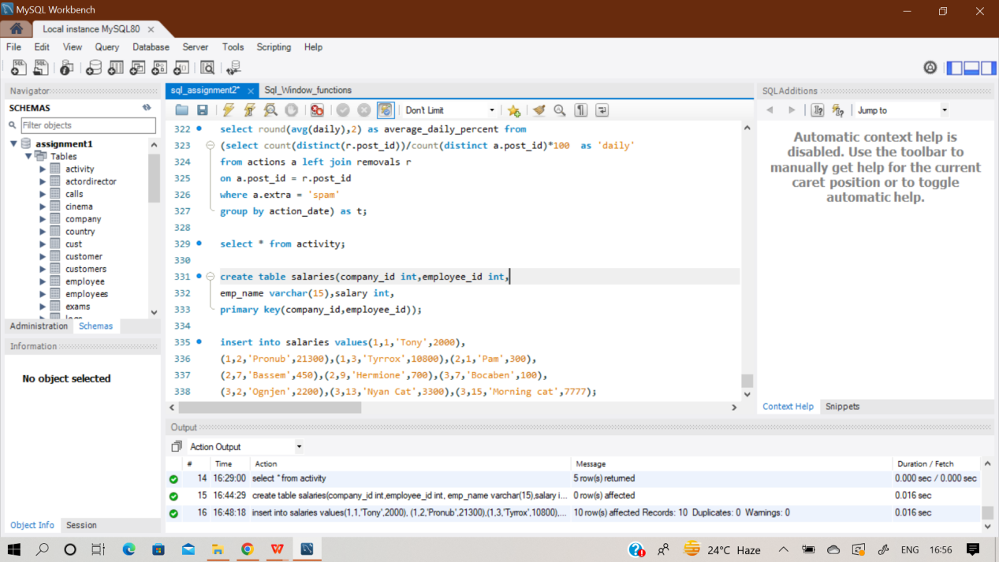 MySQL Workbench
Local instance MySQL80
File Edit View Query Database Server Tools Scripting Help
Navigator
SCHEMAS
Filter objects
assignment1
Tables
activity
actordirector
calls
cinema
company
country
cust
customer
customers
employee
employees
exams
logs
Administration Schemas
Information
No object selected
Object Info Session
sql_assignment2* Sql_Window_functions
Don't Limit
322 select round(avg(daily),2) as average_daily_percent from
323 (select count(distinct(r.post_id))/count(distinct a.post_id)*100  as 'daily'
324 from actions a left join removals r
325 on a.post_id = r.post_id
326 where a.extra = 'spam'
327 group by action_date) as t;
328
329 select * from activity;
330
331 create table salaries(company_id int,employee_id int,
332 emp_name varchar(15),salary int,
333 primary key(company_id,employee_id));
334
335 insert into salaries values(1,1,'Tony',2000),
336 (1,2,'Pronub',21300),(1,3,'Tyrrox',10800),(2,1,'Pam',300),
337 (2,7,'Bassem',450),(2,9,'Hermione',700),(3,7,'Bocaben',100),
338 (3,2,'Ognjen',2200),(3,13,'Nyan Cat',3300),(3,15,'Morning cat',7777);
SQLAdditions
Jump to
Automatic context help is
disabled. Use the toolbar to
manually get help for the current
caret position or to toggle
automatic help.
Context Help Snippets
Output
Action Output
# Time Action Message Duration / Fetch
14 16:29:00 select * from activity 5 row(s) returned 0.000 sec / 0.000 sec
15 16:44:29 create table salaries(company_id int,employee_id int, emp_name varchar(15),salary i... 0 row(s) affected 0.016 sec
16 16:48:18 insert into salaries values(1,1,'Tony',2000), (1,2,'Pronub',21300),(1,3,'Tyrrox',10800),... 10 row(s) affected Records: 10  Duplicates: 0  Warnings: 0 0.016 sec
24°C Haze ENG 16:56